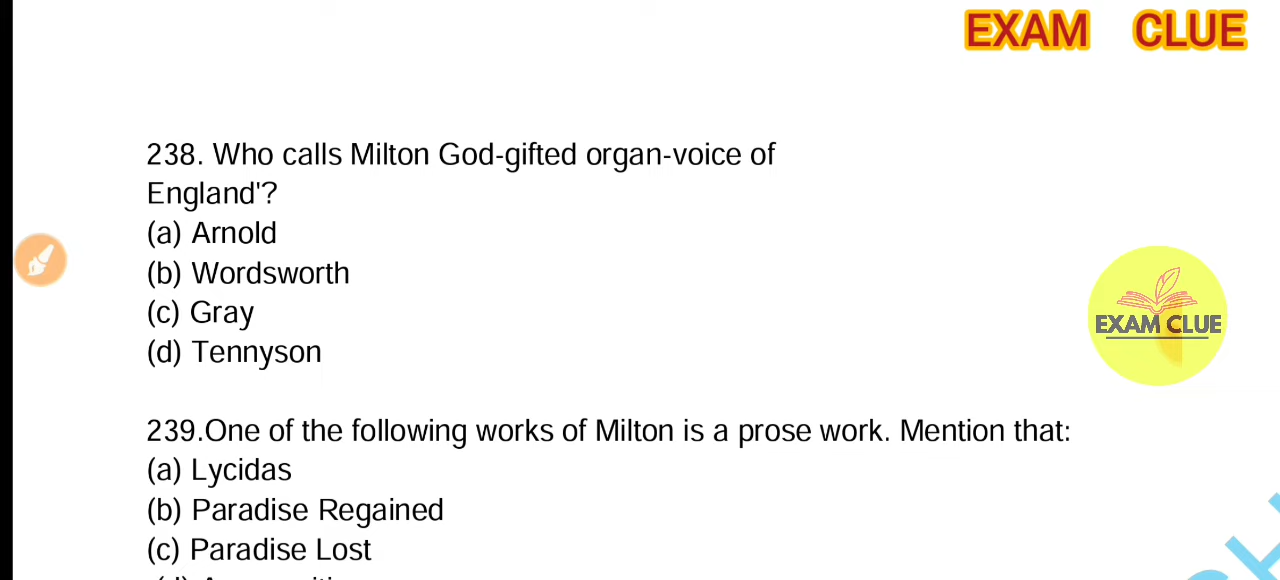 EXAM CLUE
238. Who calls Milton God-gifted organ-voice of
England'?
(a) Arnold
(b) Wordsworth
(c) Gray
(d) Tennyson
EXAM CLUE
239.One of the following works of Milton is a prose work. Mention that:
(a) Lycidas
(b) Paradise Regained
(c) Paradise Lost